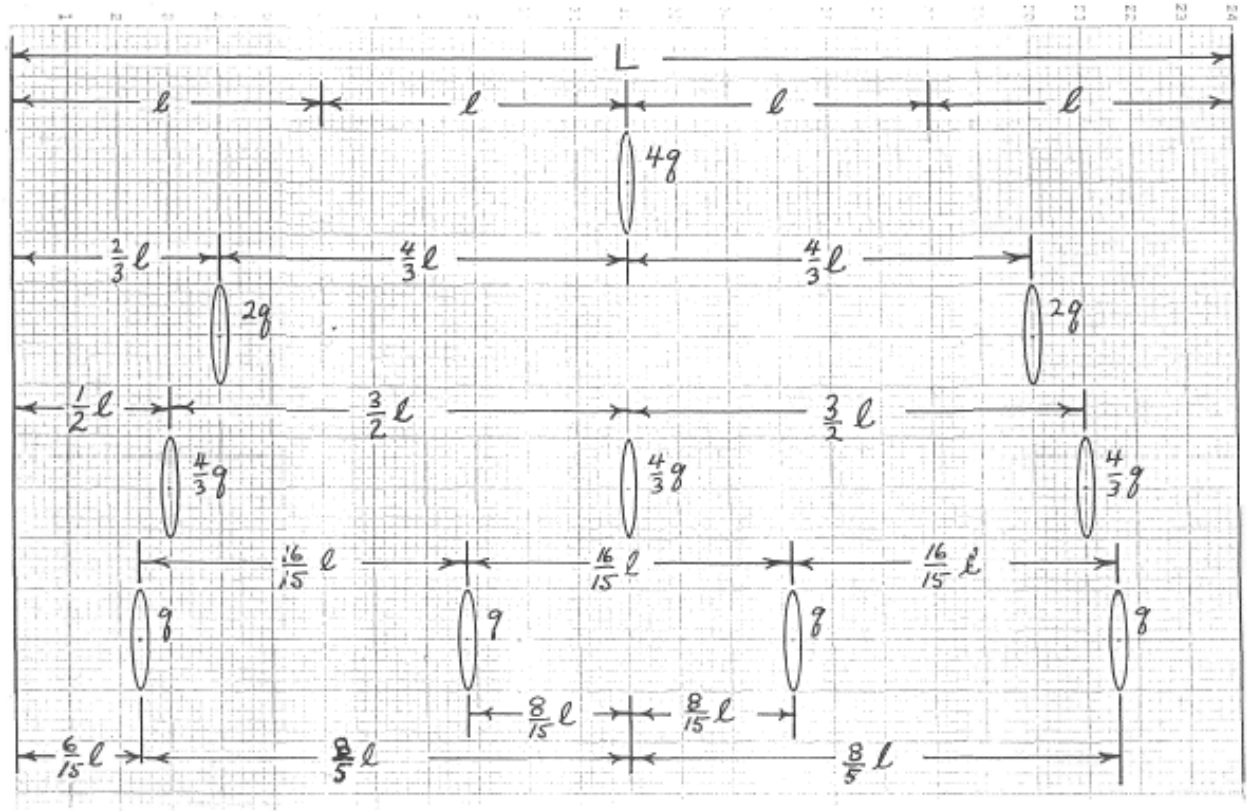 L
ℓ ℓ ℓ ℓ
4q
2/3 ℓ 4/3 ℓ 4/3 ℓ
2q 2q
1/2 ℓ 3/2 ℓ 3/2 ℓ
4/3 q 4/3 q 4/3 q
16/15 ℓ 16/15 ℓ 16/15 ℓ
q q q q
8/15 ℓ 8/15 ℓ
6/15 ℓ 8/5 ℓ 8/5 ℓ